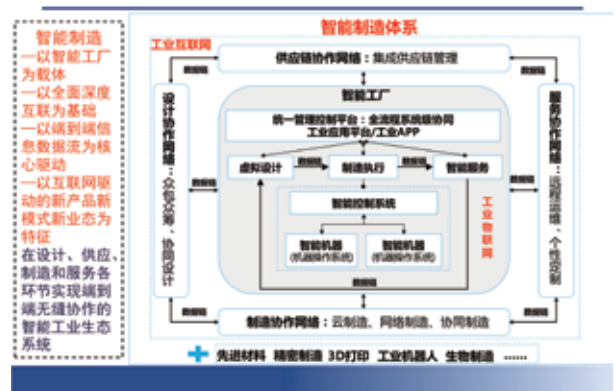 智能制造
—以智能工厂
为载体
—以全面深度
互联为基础
—以端到端信
息数据流为核
心驱动
—以互联网驱
动的新产品新
模式新业态为
特征
在设计、供应、
制造和服务各
环节实现端到
端无缝协作的
智能工业生态
系统
智能制造体系
工业互联网
供应链协作网络：集成供应链管理
数据链
数据链
设计协作网络：众包众筹、协同设计
服务协作网络：远程运维、个性定制
数据链
智能工厂
统一管理控制平台：全流程系统级协同
工业应用平台/工业APP
虚拟设计
数据链
制造执行
数据链
智能服务
数据链
数据链
智能控制系统
工业物联网
智能机器
(机器操作系统)
智能机器
(机器操作系统)
数据链
数据链
数据链
制造协作网络：云制造、网络制造、协同制造
先进材料 精密制造 3D打印 工业机器人 生物制造 ……